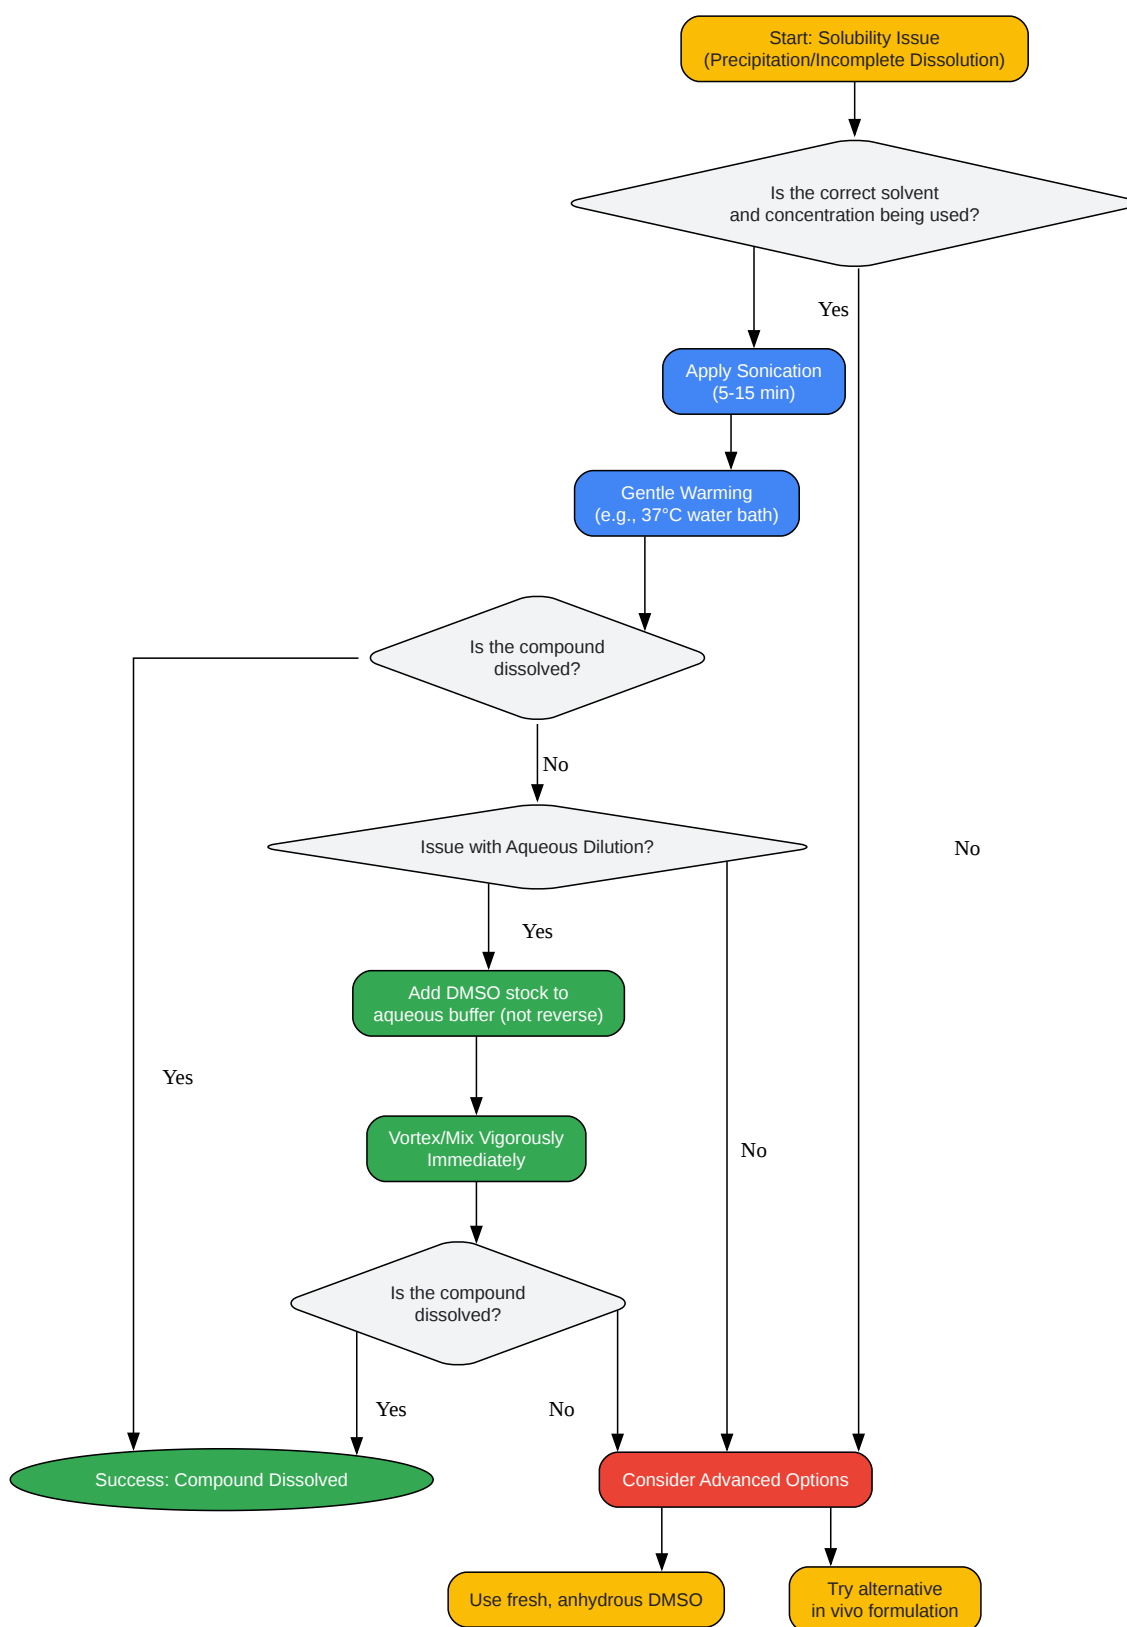 Start: Solubility Issue
(Precipitation/Incomplete Dissolution)
Is the correct solvent
and concentration being used?
Yes
Apply Sonication
(5-15 min)
Gentle Warming
(e.g., 37°C water bath)
Is the compound
dissolved?
No
Issue with Aqueous Dilution?
No
Yes
Add DMSO stock to
aqueous buffer (not reverse)
Yes
Vortex/Mix Vigorously
Immediately
No
Is the compound
dissolved?
Yes
No
Success: Compound Dissolved
Consider Advanced Options
Use fresh, anhydrous DMSO
Try alternative
in vivo formulation